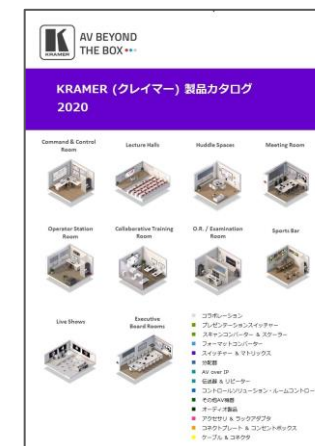 K
KRAMER
AV BEYOND
THE BOX
KRAMER (クレイマー) 製品カタログ
2020
Command & Control
Room
Lecture Halls
Huddle Spaces
Meeting Room
Operator Station
Room
Collaborative Training
Room
O.R. / Examination
Room
Sports Bar
Live Shows
Executive
Board Rooms
コラボレーション
プレゼンテーションスイッチャー
スキャンコンバーター & スケーラー
フォーマットコンバーター
スイッチャー & マトリックス
分配器
AV over IP
伝送器 & リピーター
コントロールソリューション・ルームコントロー
その他AV機器
オーディオ製品
アクセサリ & ラックアダプタ
コネクトプレート & コンセントボックス
ケーブル & コネクタ